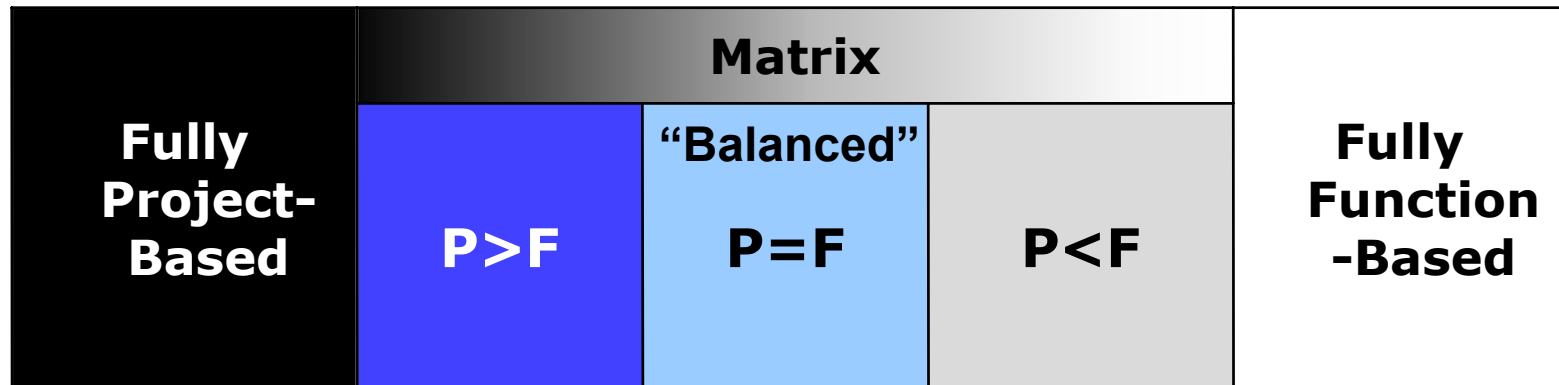 Fully
Project-
Based
Matrix
P>F
“Balanced”
P=F
P<F
Fully
Function
-Based